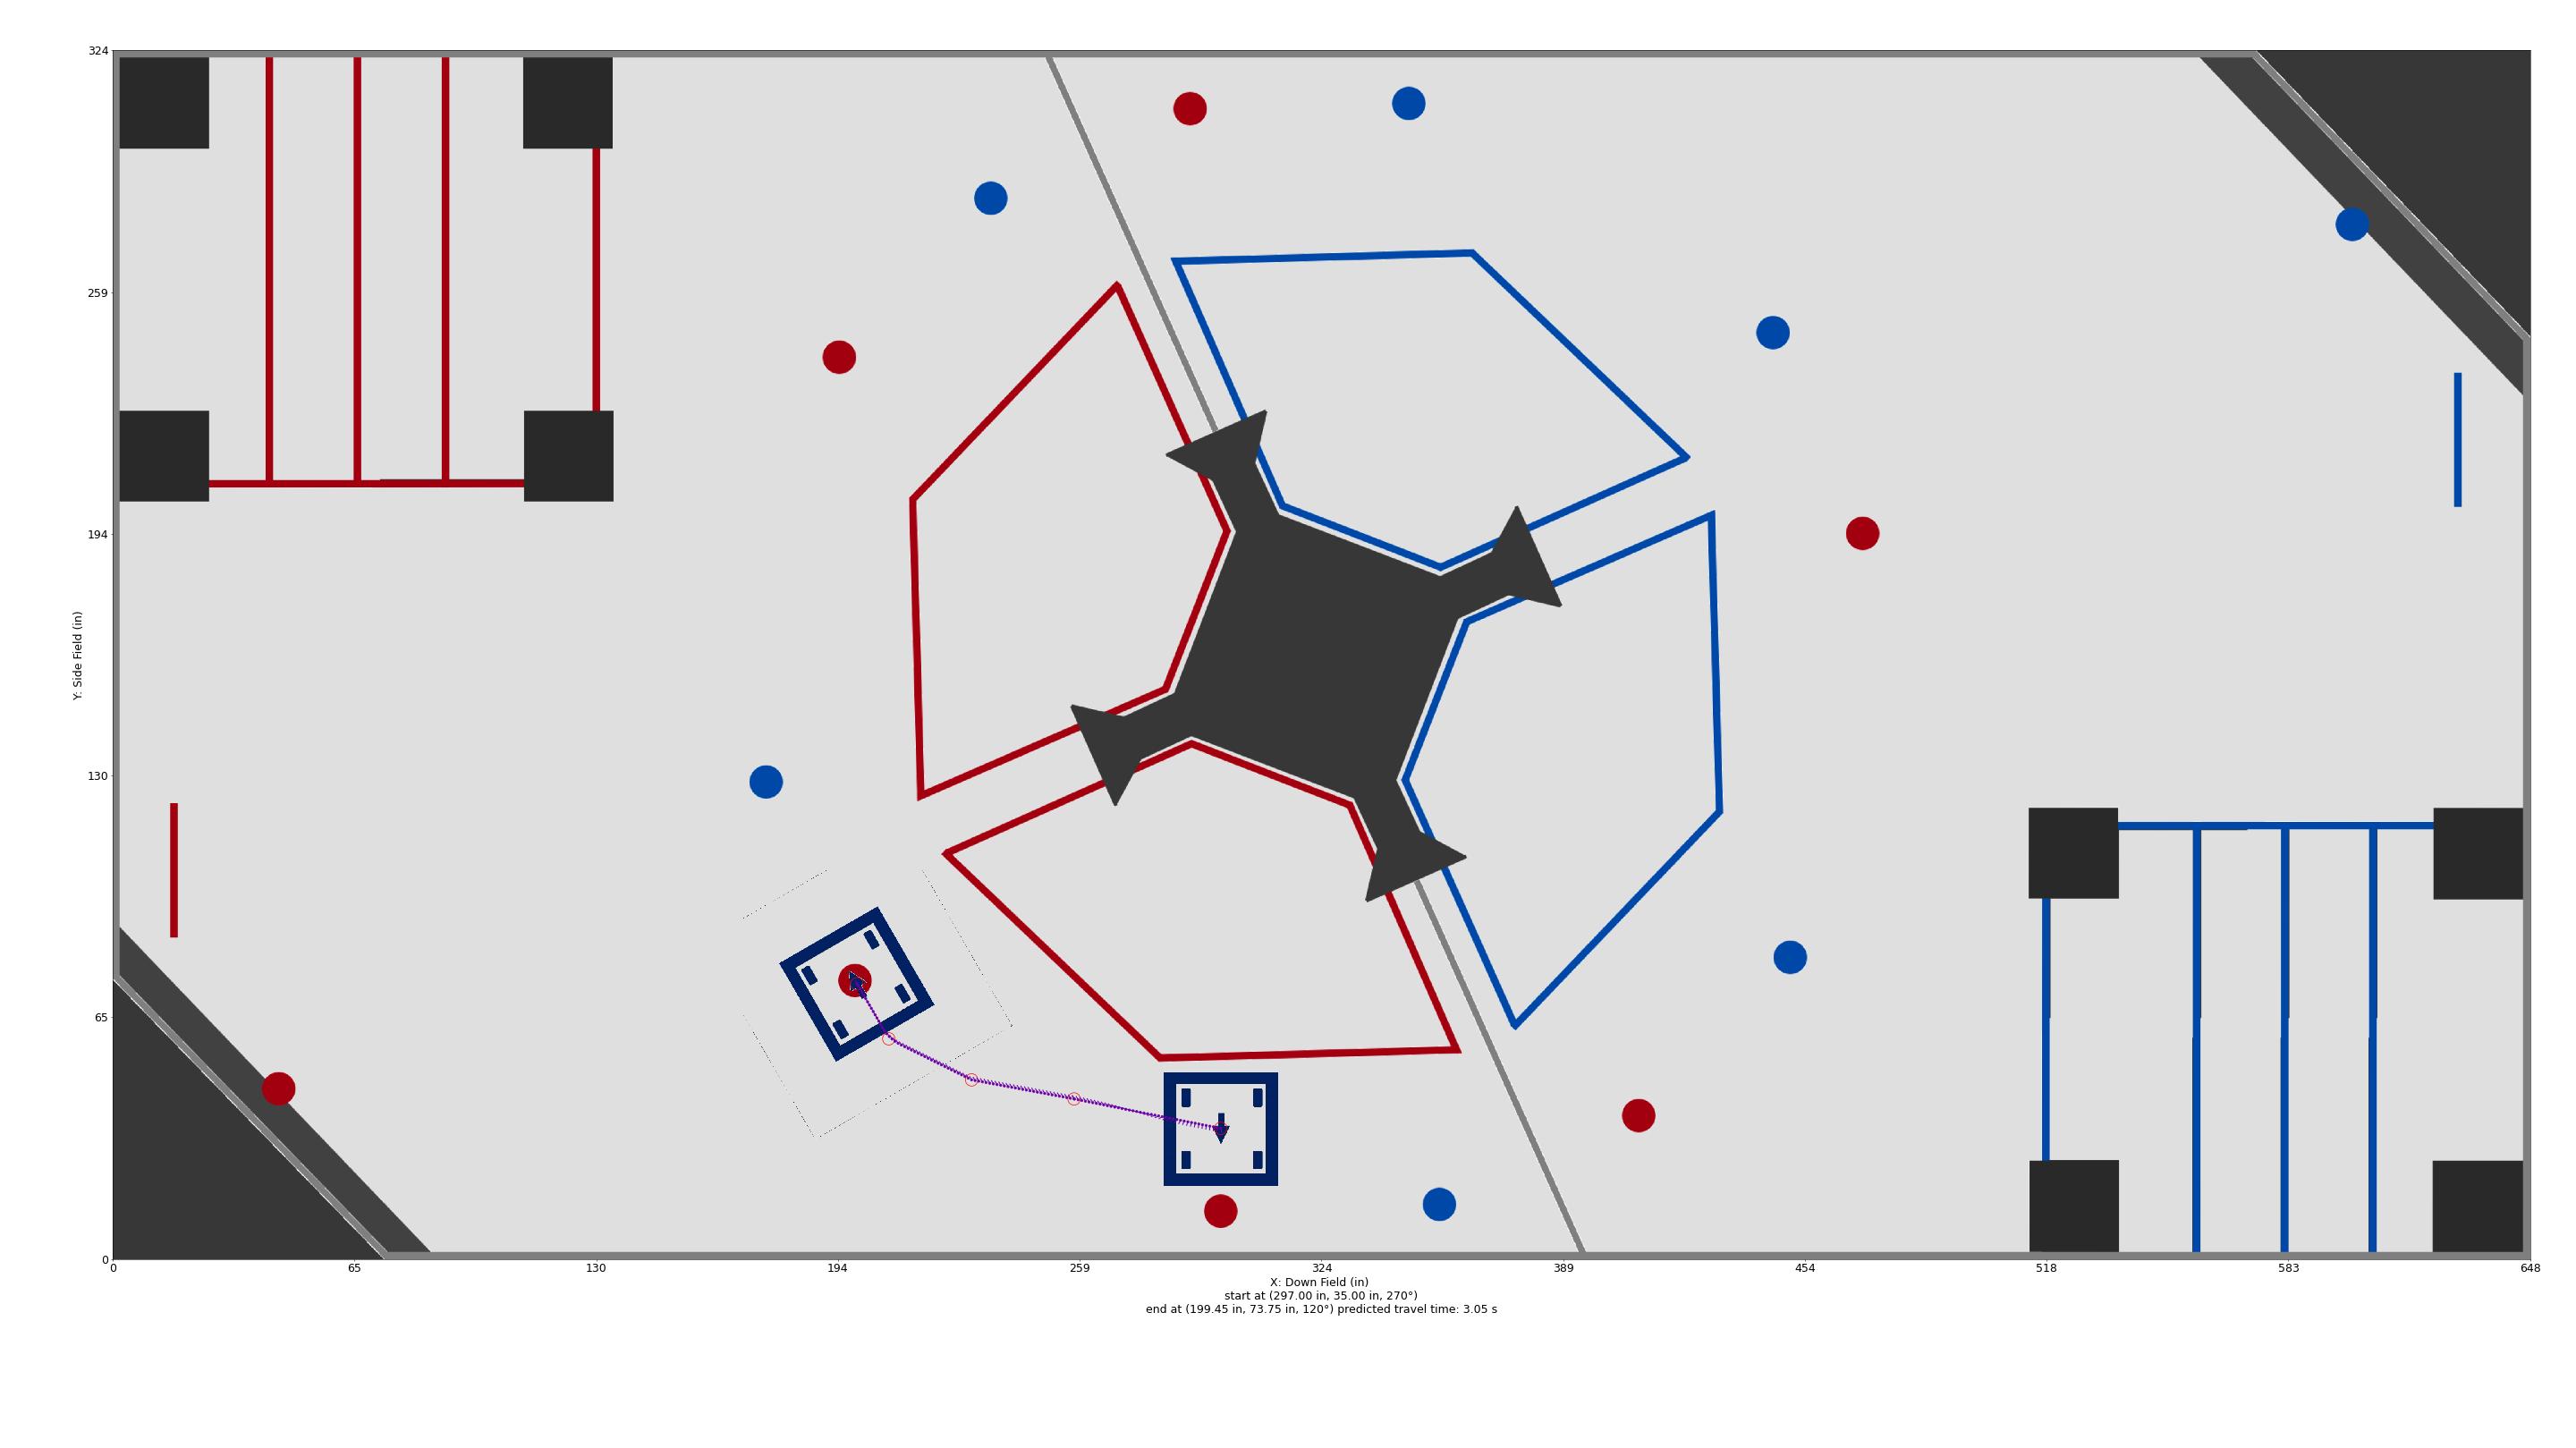 324
259
194
130
65
0
Y: Side Field (in)
0 65 130 194 259 324 389 454 518 583 648
X: Down Field (in)
start at (297.00 in, 35.00 in, 270°)
end at (199.45 in, 73.75 in, 120°) predicted travel time: 3.05 s